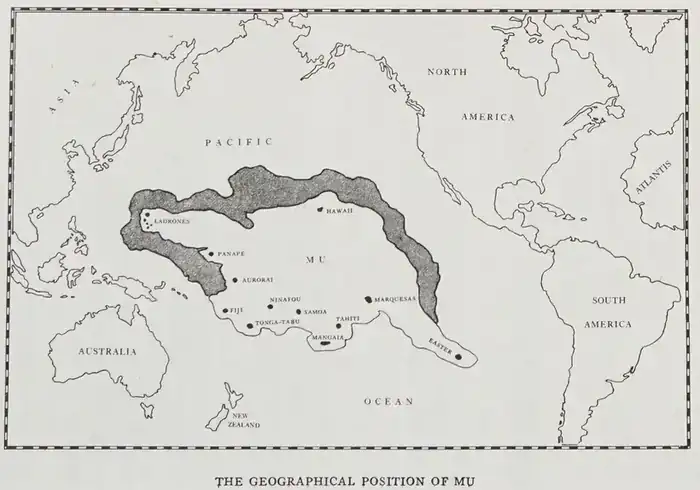 NORTH
AMERICA
ASIA
PACIFIC
ATLANTIS
LADRONES
HAWAII
PANAPE
MU
AURORAI
NINAFOU
MARQUESAS
FIJI
SAMOA
TONGA-TABU
TAHITI
MANGAIA
EASTER
SOUTH
AMERICA
AUSTRALIA
OCEAN
NEW
ZEALAND
THE GEOGRAPHICAL POSITION OF MU